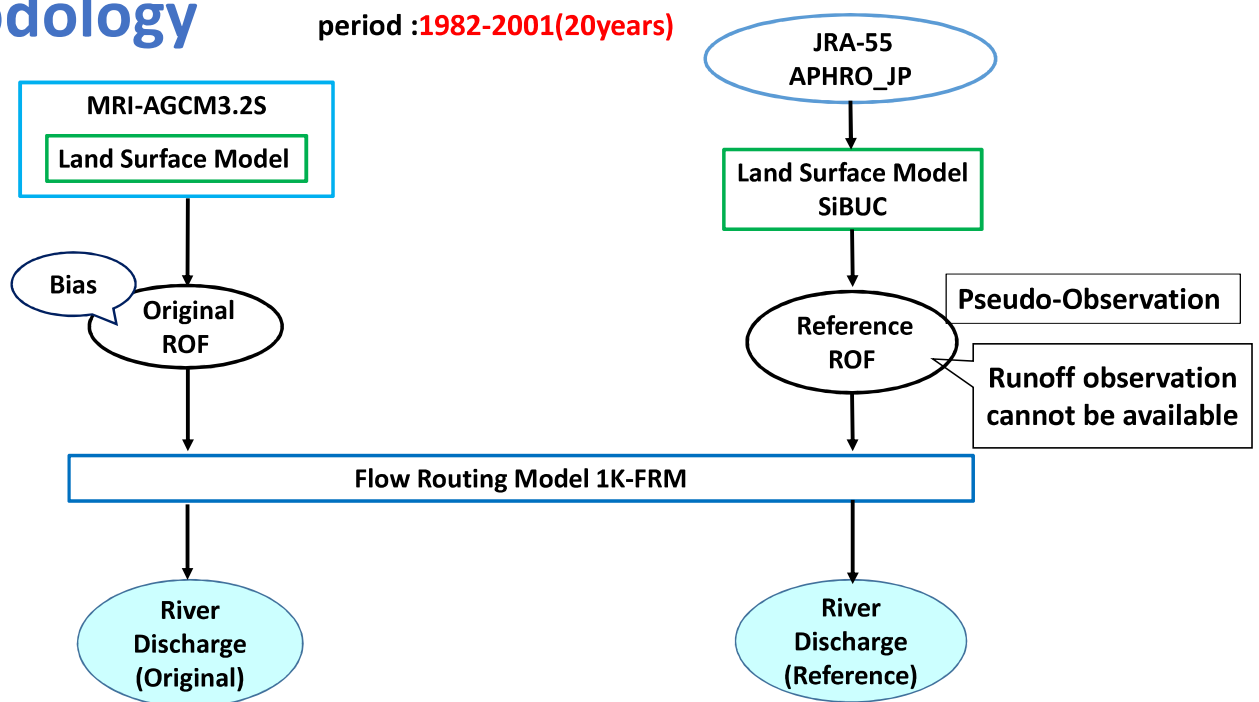 odology
period :1982-2001(20years)
JRA-55
APHRO_JP
MRI-AGCM3.2S
Land Surface Model
Land Surface Model
SiBUC
Bias
Original
ROF
Reference
ROF
Pseudo-Observation
Runoff observation
cannot be available
Flow Routing Model 1K-FRM
River
Discharge
(Original)
River
Discharge
(Reference)